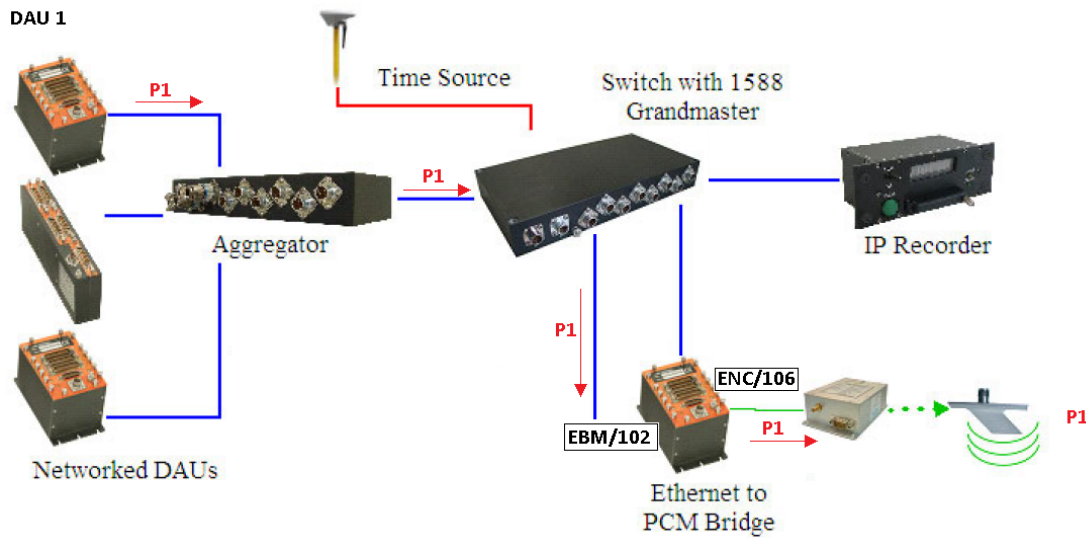 DAU 1
P1
Time Source
Switch with 1588
Grandmaster
P1
Aggregator
IP Recorder
P1
ENC/106
EBM/102
P1
P1
Networked DAUs
Ethernet to
PCM Bridge